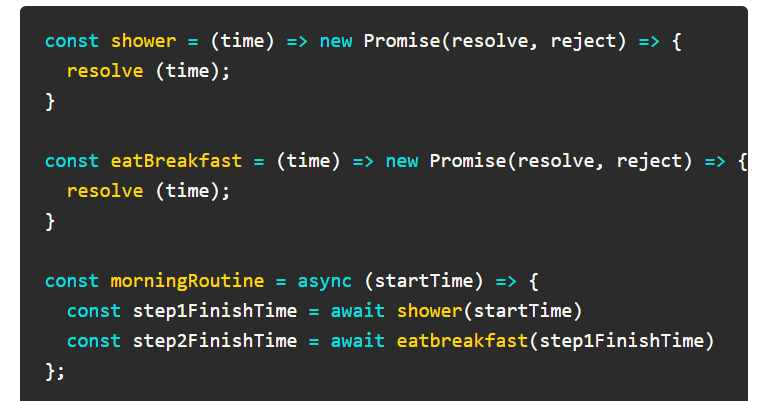 const shower = (time) => new Promise(resolve, reject) => {
  resolve (time);
}

const eatBreakfast = (time) => new Promise(resolve, reject) => {
  resolve (time);
}

const morningRoutine = async (startTime) => {
  const step1FinishTime = await shower(startTime)
  const step2FinishTime = await eatbreakfast(step1FinishTime)
};